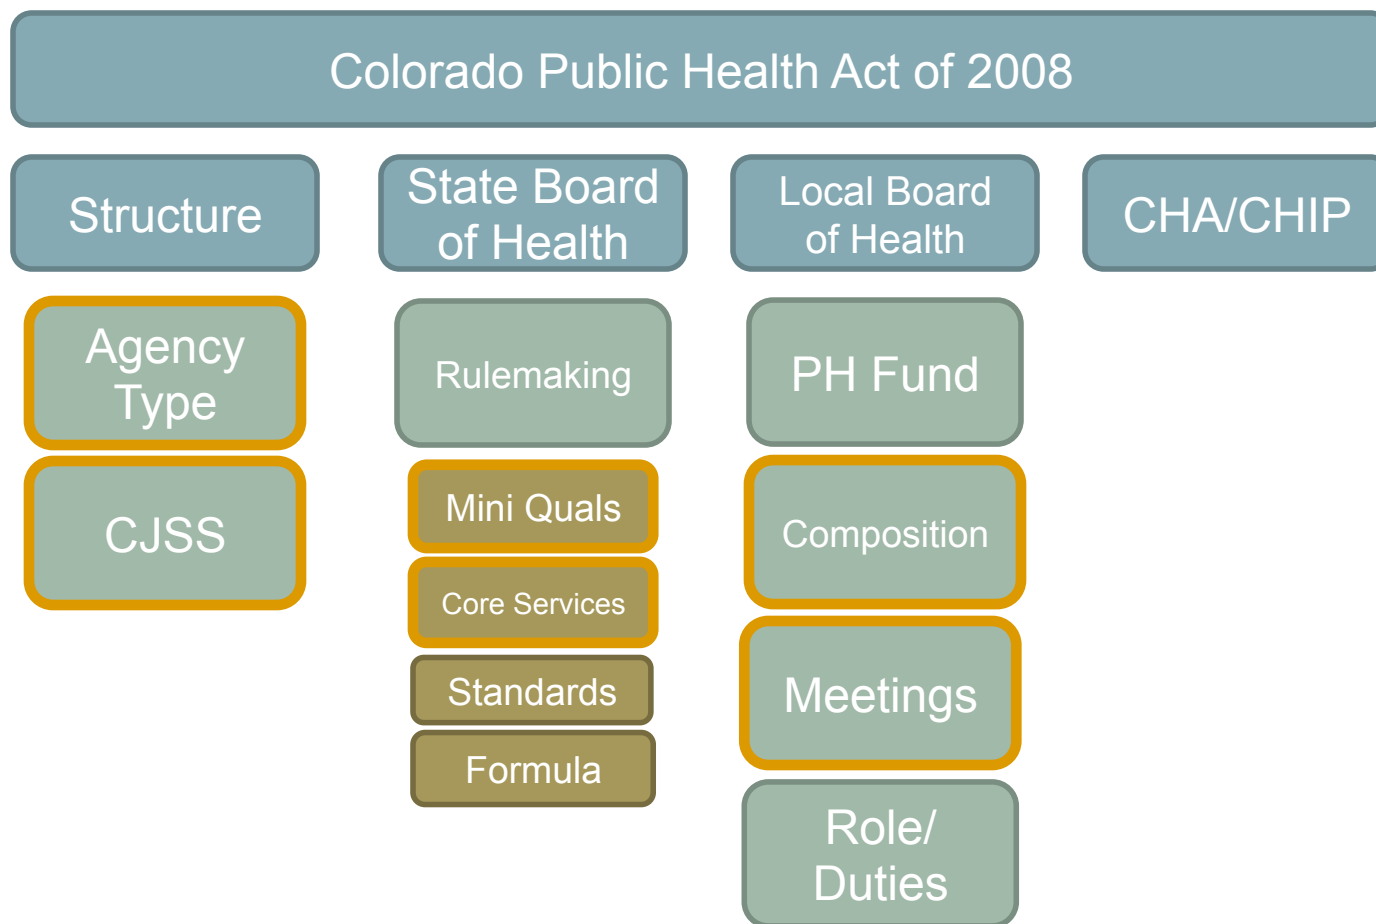 Colorado Public Health Act of 2008
Structure
State Board
of Health
Local Board
of Health
CHA/CHIP
Agency
Type
CJSS
Rulemaking
Mini Quals
Core Services
Standards
Formula
PH Fund
Composition
Meetings
Role/
Duties